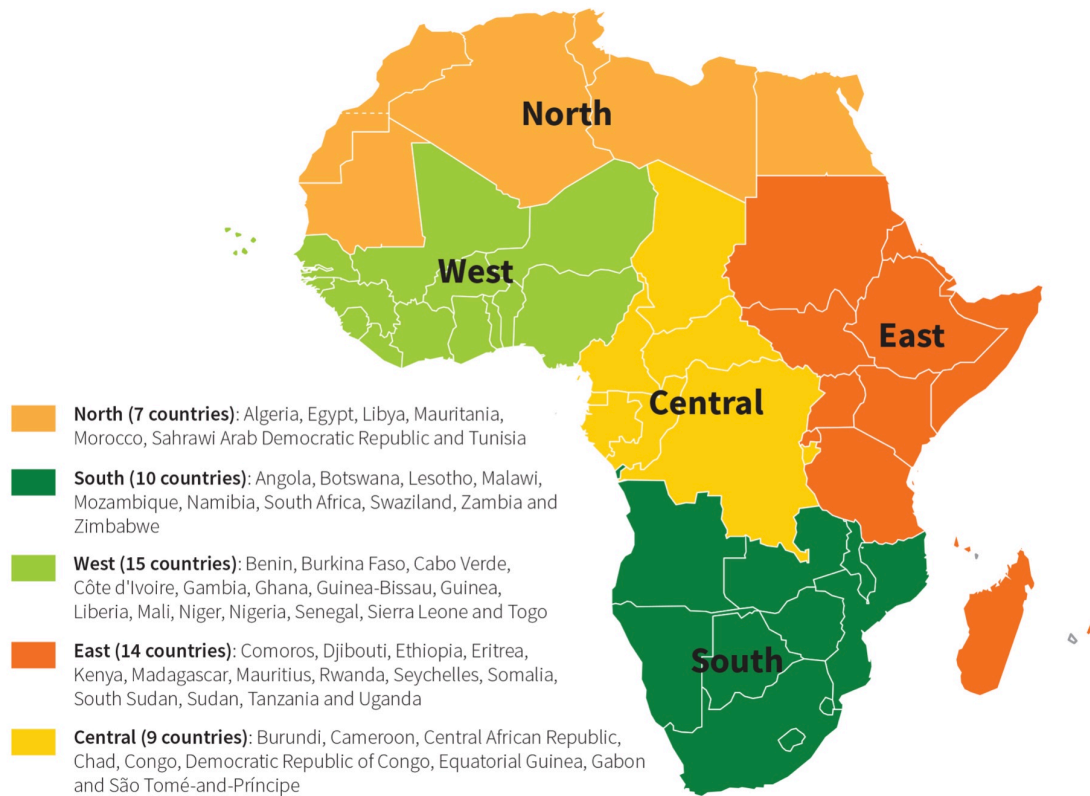 North
West
East
Central
South
North (7 countries): Algeria, Egypt, Libya, Mauritania,
Morocco, Sahrawi Arab Democratic Republic and Tunisia
South (10 countries): Angola, Botswana, Lesotho, Malawi,
Mozambique, Namibia, South Africa, Swaziland, Zambia and
Zimbabwe
West (15 countries): Benin, Burkina Faso, Cabo Verde,
Côte d'Ivoire, Gambia, Ghana, Guinea-Bissau, Guinea,
Liberia, Mali, Niger, Nigeria, Senegal, Sierra Leone and Togo
East (14 countries): Comoros, Djibouti, Ethiopia, Eritrea,
Kenya, Madagascar, Mauritius, Rwanda, Seychelles, Somalia,
South Sudan, Sudan, Tanzania and Uganda
Central (9 countries): Burundi, Cameroon, Central African Republic,
Chad, Congo, Democratic Republic of Congo, Equatorial Guinea, Gabon
and São Tomé-and-Príncipe